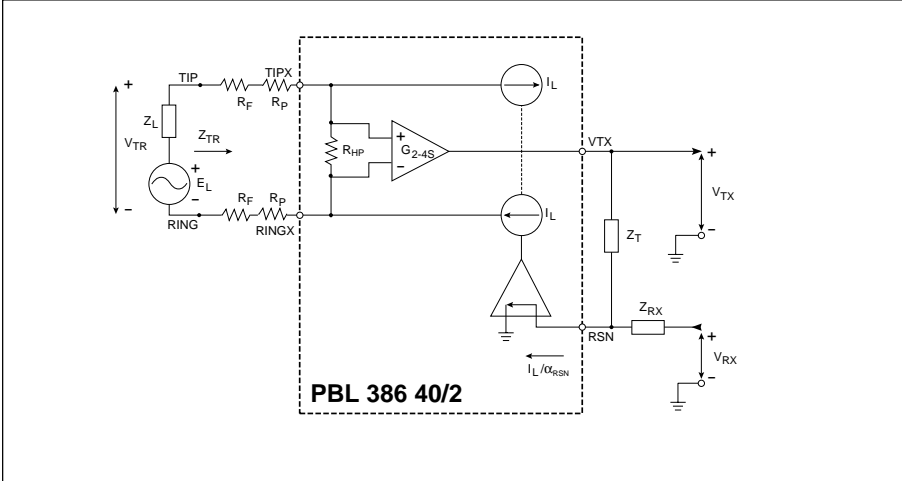 TIP
TIPX
R_F
R_P
I_L
+
Z_L
Z_TR
V_TR
+
E_L
−
−
RING
R_F
R_P
RINGX
R_HP
+
G_2-4S
−
I_L
VTX
+
V_TX
−
Z_T
Z_RX
RSN
+
V_RX
−
I_L/α_RSN
PBL 386 40/2